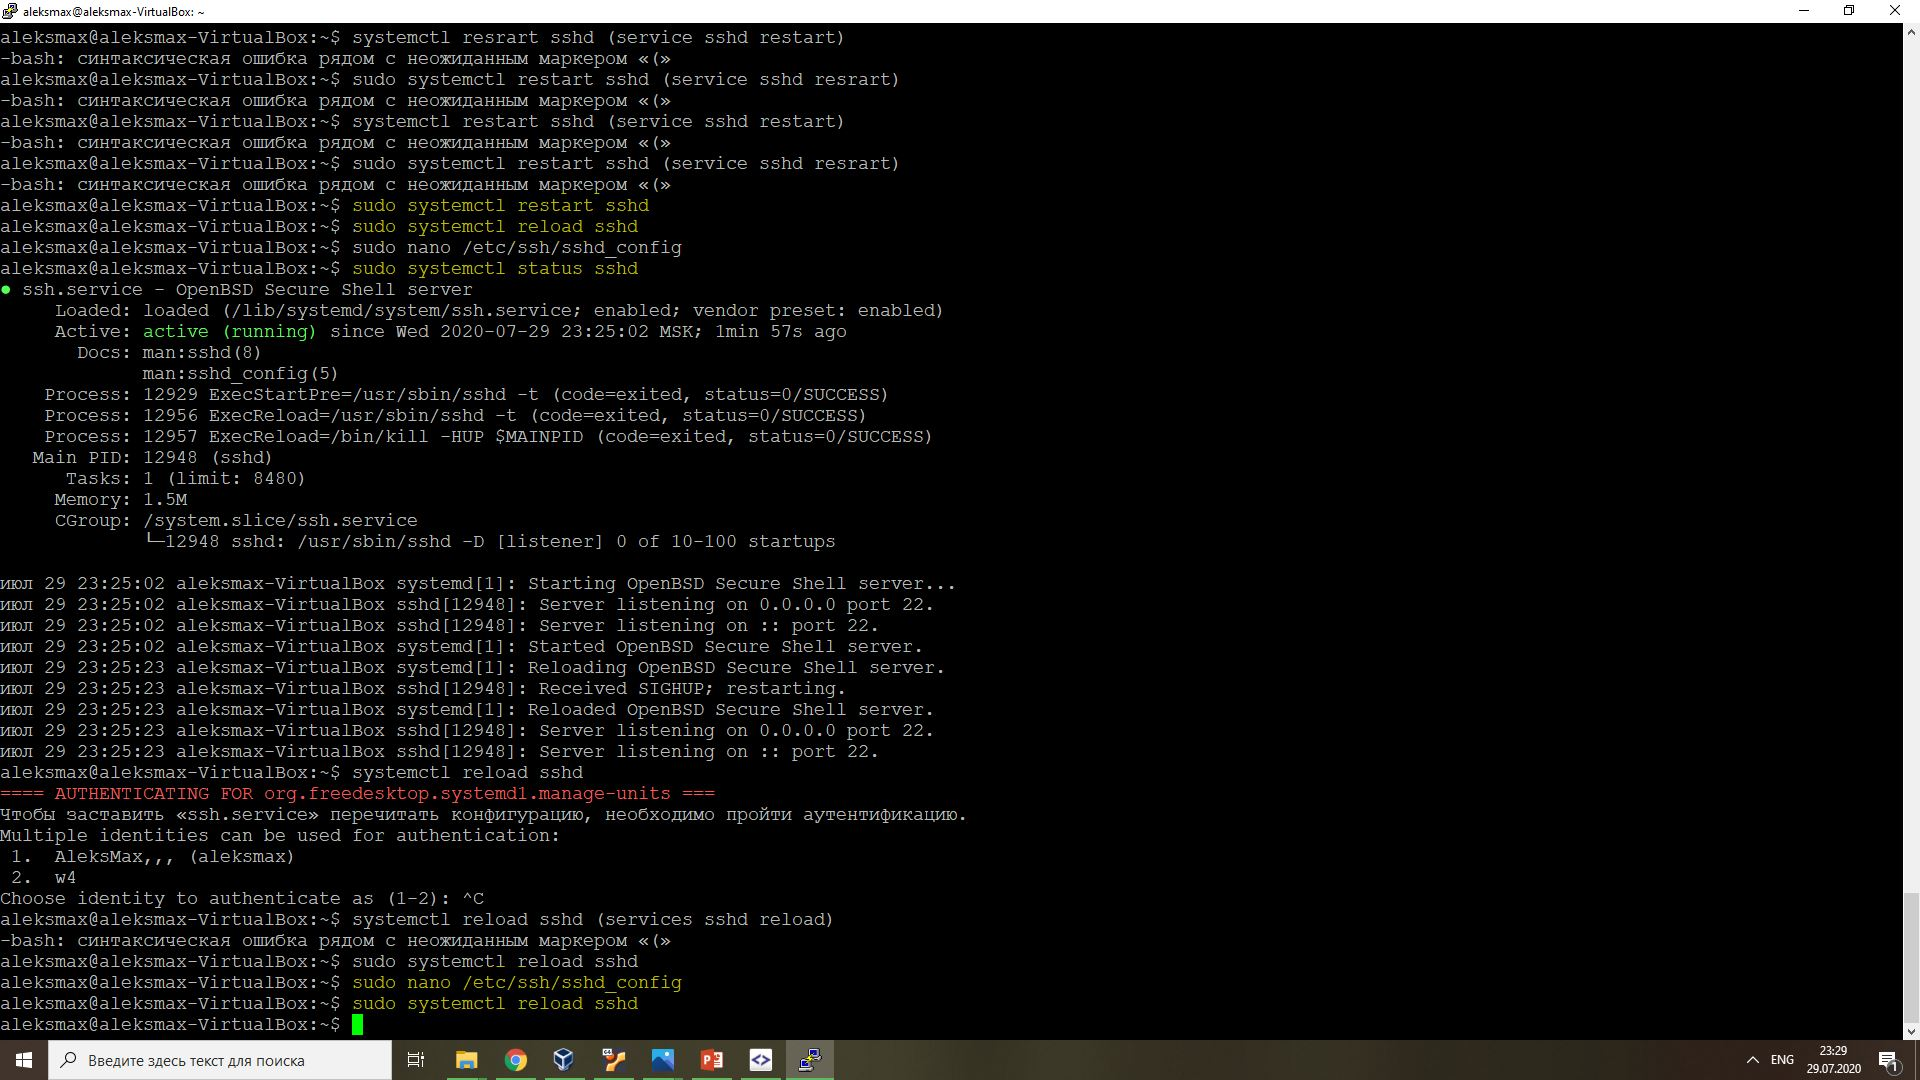 aleksmax@aleksmax-VirtualBox: ~
aleksmax@aleksmax-VirtualBox:~$ systemctl resrart sshd (service sshd restart)
-bash: синтаксическая ошибка рядом с неожиданным маркером «(»
aleksmax@aleksmax-VirtualBox:~$ sudo systemctl restart sshd (service sshd resrart)
-bash: синтаксическая ошибка рядом с неожиданным маркером «(»
aleksmax@aleksmax-VirtualBox:~$ systemctl restart sshd (service sshd restart)
-bash: синтаксическая ошибка рядом с неожиданным маркером «(»
aleksmax@aleksmax-VirtualBox:~$ sudo systemctl restart sshd (service sshd resrart)
-bash: синтаксическая ошибка рядом с неожиданным маркером «(»
aleksmax@aleksmax-VirtualBox:~$ sudo systemctl restart sshd
aleksmax@aleksmax-VirtualBox:~$ sudo systemctl reload sshd
aleksmax@aleksmax-VirtualBox:~$ sudo nano /etc/ssh/sshd_config
aleksmax@aleksmax-VirtualBox:~$ sudo systemctl status sshd
● ssh.service - OpenBSD Secure Shell server
Loaded: loaded (/lib/systemd/system/ssh.service; enabled; vendor preset: enabled)
Active: active (running) since Wed 2020-07-29 23:25:02 MSK; 1min 57s ago
Docs: man:sshd(8)
man:sshd_config(5)
Process: 12929 ExecStartPre=/usr/sbin/sshd -t (code=exited, status=0/SUCCESS)
Process: 12956 ExecReload=/usr/sbin/sshd -t (code=exited, status=0/SUCCESS)
Process: 12957 ExecReload=/bin/kill -HUP $MAINPID (code=exited, status=0/SUCCESS)
Main PID: 12948 (sshd)
Tasks: 1 (limit: 8480)
Memory: 1.5M
CGroup: /system.slice/ssh.service
└─12948 sshd: /usr/sbin/sshd -D [listener] 0 of 10-100 startups
июл 29 23:25:02 aleksmax-VirtualBox systemd[1]: Starting OpenBSD Secure Shell server...
июл 29 23:25:02 aleksmax-VirtualBox sshd[12948]: Server listening on 0.0.0.0 port 22.
июл 29 23:25:02 aleksmax-VirtualBox sshd[12948]: Server listening on :: port 22.
июл 29 23:25:02 aleksmax-VirtualBox systemd[1]: Started OpenBSD Secure Shell server.
июл 29 23:25:23 aleksmax-VirtualBox systemd[1]: Reloading OpenBSD Secure Shell server.
июл 29 23:25:23 aleksmax-VirtualBox sshd[12948]: Received SIGHUP; restarting.
июл 29 23:25:23 aleksmax-VirtualBox systemd[1]: Reloaded OpenBSD Secure Shell server.
июл 29 23:25:23 aleksmax-VirtualBox sshd[12948]: Server listening on 0.0.0.0 port 22.
июл 29 23:25:23 aleksmax-VirtualBox sshd[12948]: Server listening on :: port 22.
aleksmax@aleksmax-VirtualBox:~$ systemctl reload sshd
==== AUTHENTICATING FOR org.freedesktop.systemd1.manage-units ===
Чтобы заставить «ssh.service» перечитать конфигурацию, необходимо пройти аутентификацию.
Multiple identities can be used for authentication:
1. AleksMax,,, (aleksmax)
2. w4
Choose identity to authenticate as (1-2): ^C
aleksmax@aleksmax-VirtualBox:~$ systemctl reload sshd (services sshd reload)
-bash: синтаксическая ошибка рядом с неожиданным маркером «(»
aleksmax@aleksmax-VirtualBox:~$ sudo systemctl reload sshd
aleksmax@aleksmax-VirtualBox:~$ sudo nano /etc/ssh/sshd_config
aleksmax@aleksmax-VirtualBox:~$ sudo systemctl reload sshd
aleksmax@aleksmax-VirtualBox:~$
Введите здесь текст для поиска
ENG
23:29
29.07.2020
1